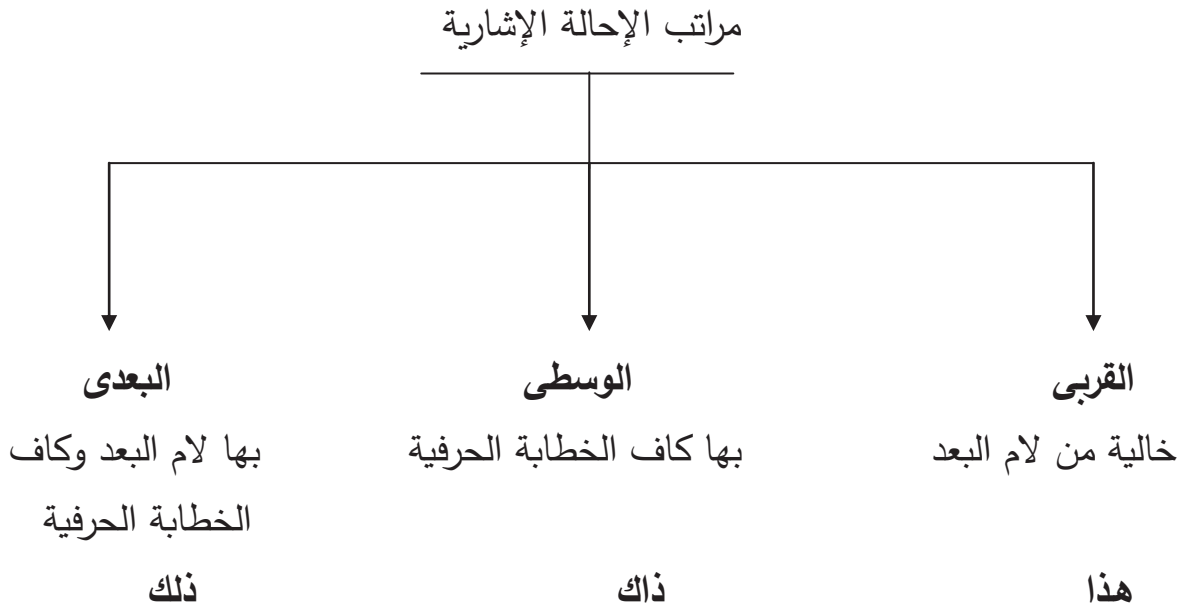 مراتب الإحالة الإشارية
القربى
الوسطى
البعدى
خالية من لام البعد
بها كاف الخطابة الحرفية
بها لام البعد وكاف
الخطابة الحرفية
هذا
ذاك
ذلك